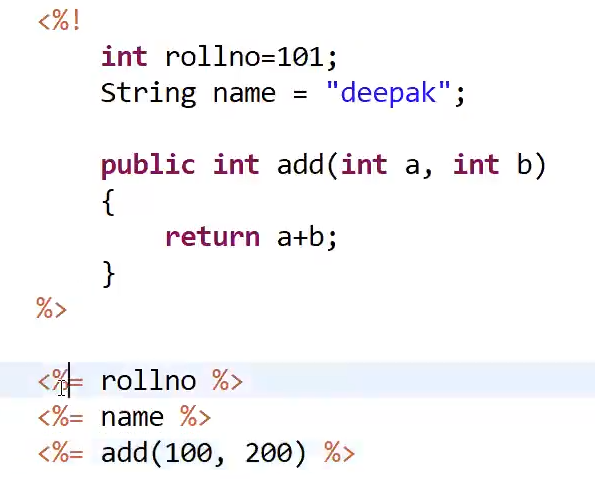 <%!
int rollno=101;
String name = "deepak";
public int add(int a, int b)
{
return a+b;
}
%>
<%= rollno %>
<%= name %>
<%= add(100, 200) %>